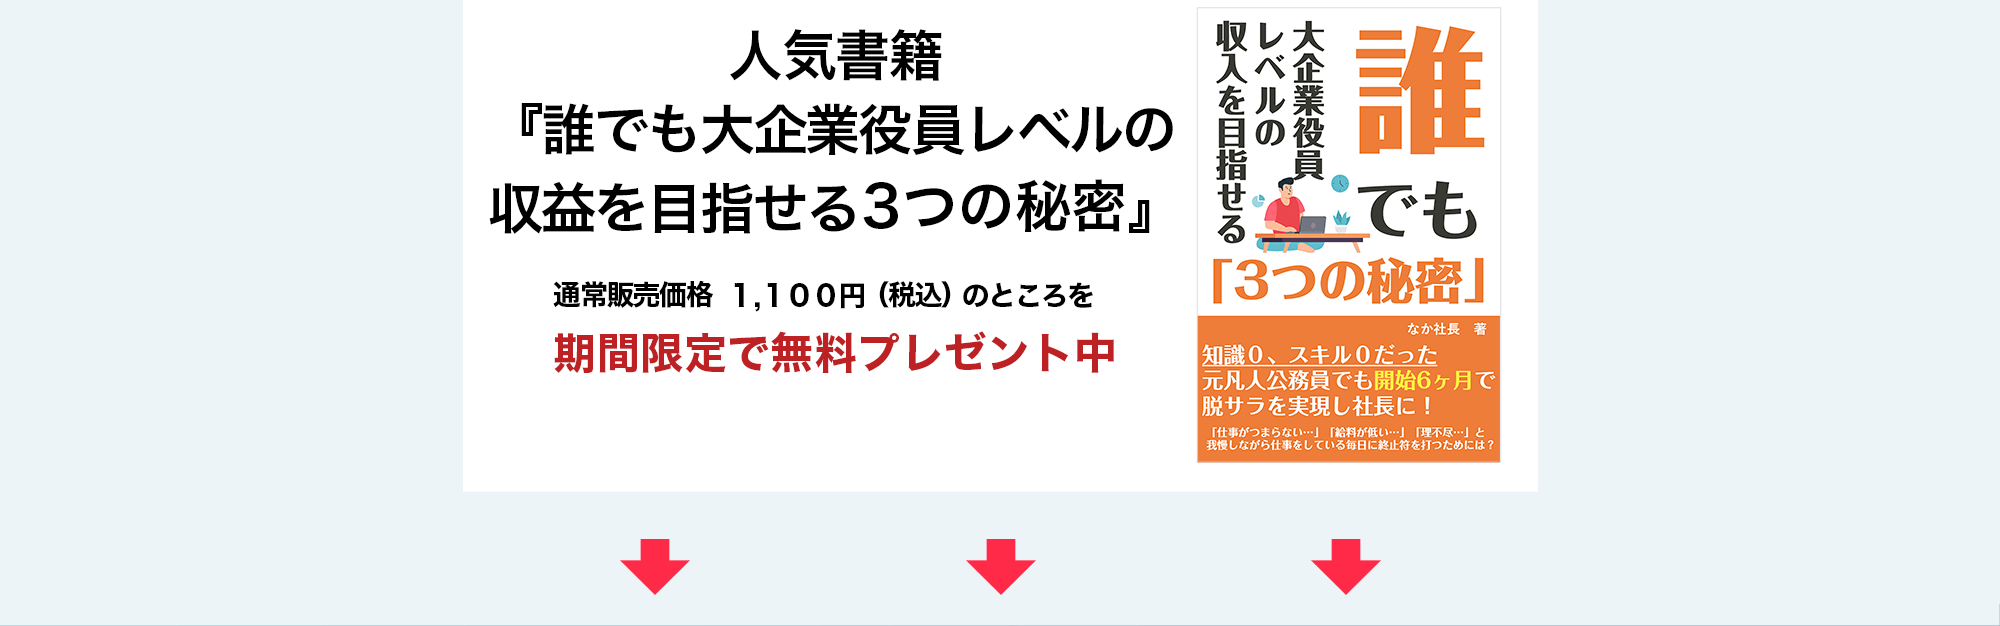 人気書籍
『誰でも大企業役員レベルの
収益を目指せる３つの秘密』
通常販売価格 １,１００円（税込）のところを
期間限定で無料プレゼント中
誰でも
大企業役員
レベルの
収入を目指せる
「３つの秘密」
なか社長 著
知識０、スキル０だった
元凡人公務員でも開始6ヶ月で
脱サラを実現し社長に！
「仕事がつまらない…」「給料が低い…」「理不尽…」と
我慢しながら仕事をしている毎日に終止符を打つためには？